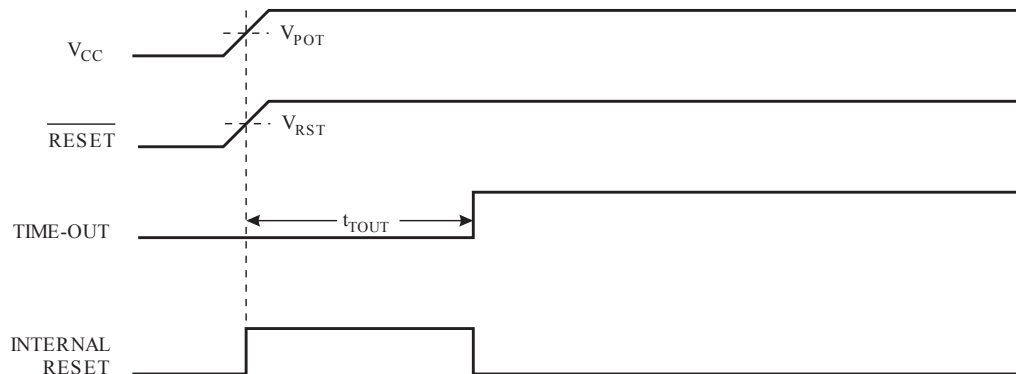 V_CC
V_POT
RESET
V_RST
TIME-OUT
t_TOUT
INTERNAL
RESET